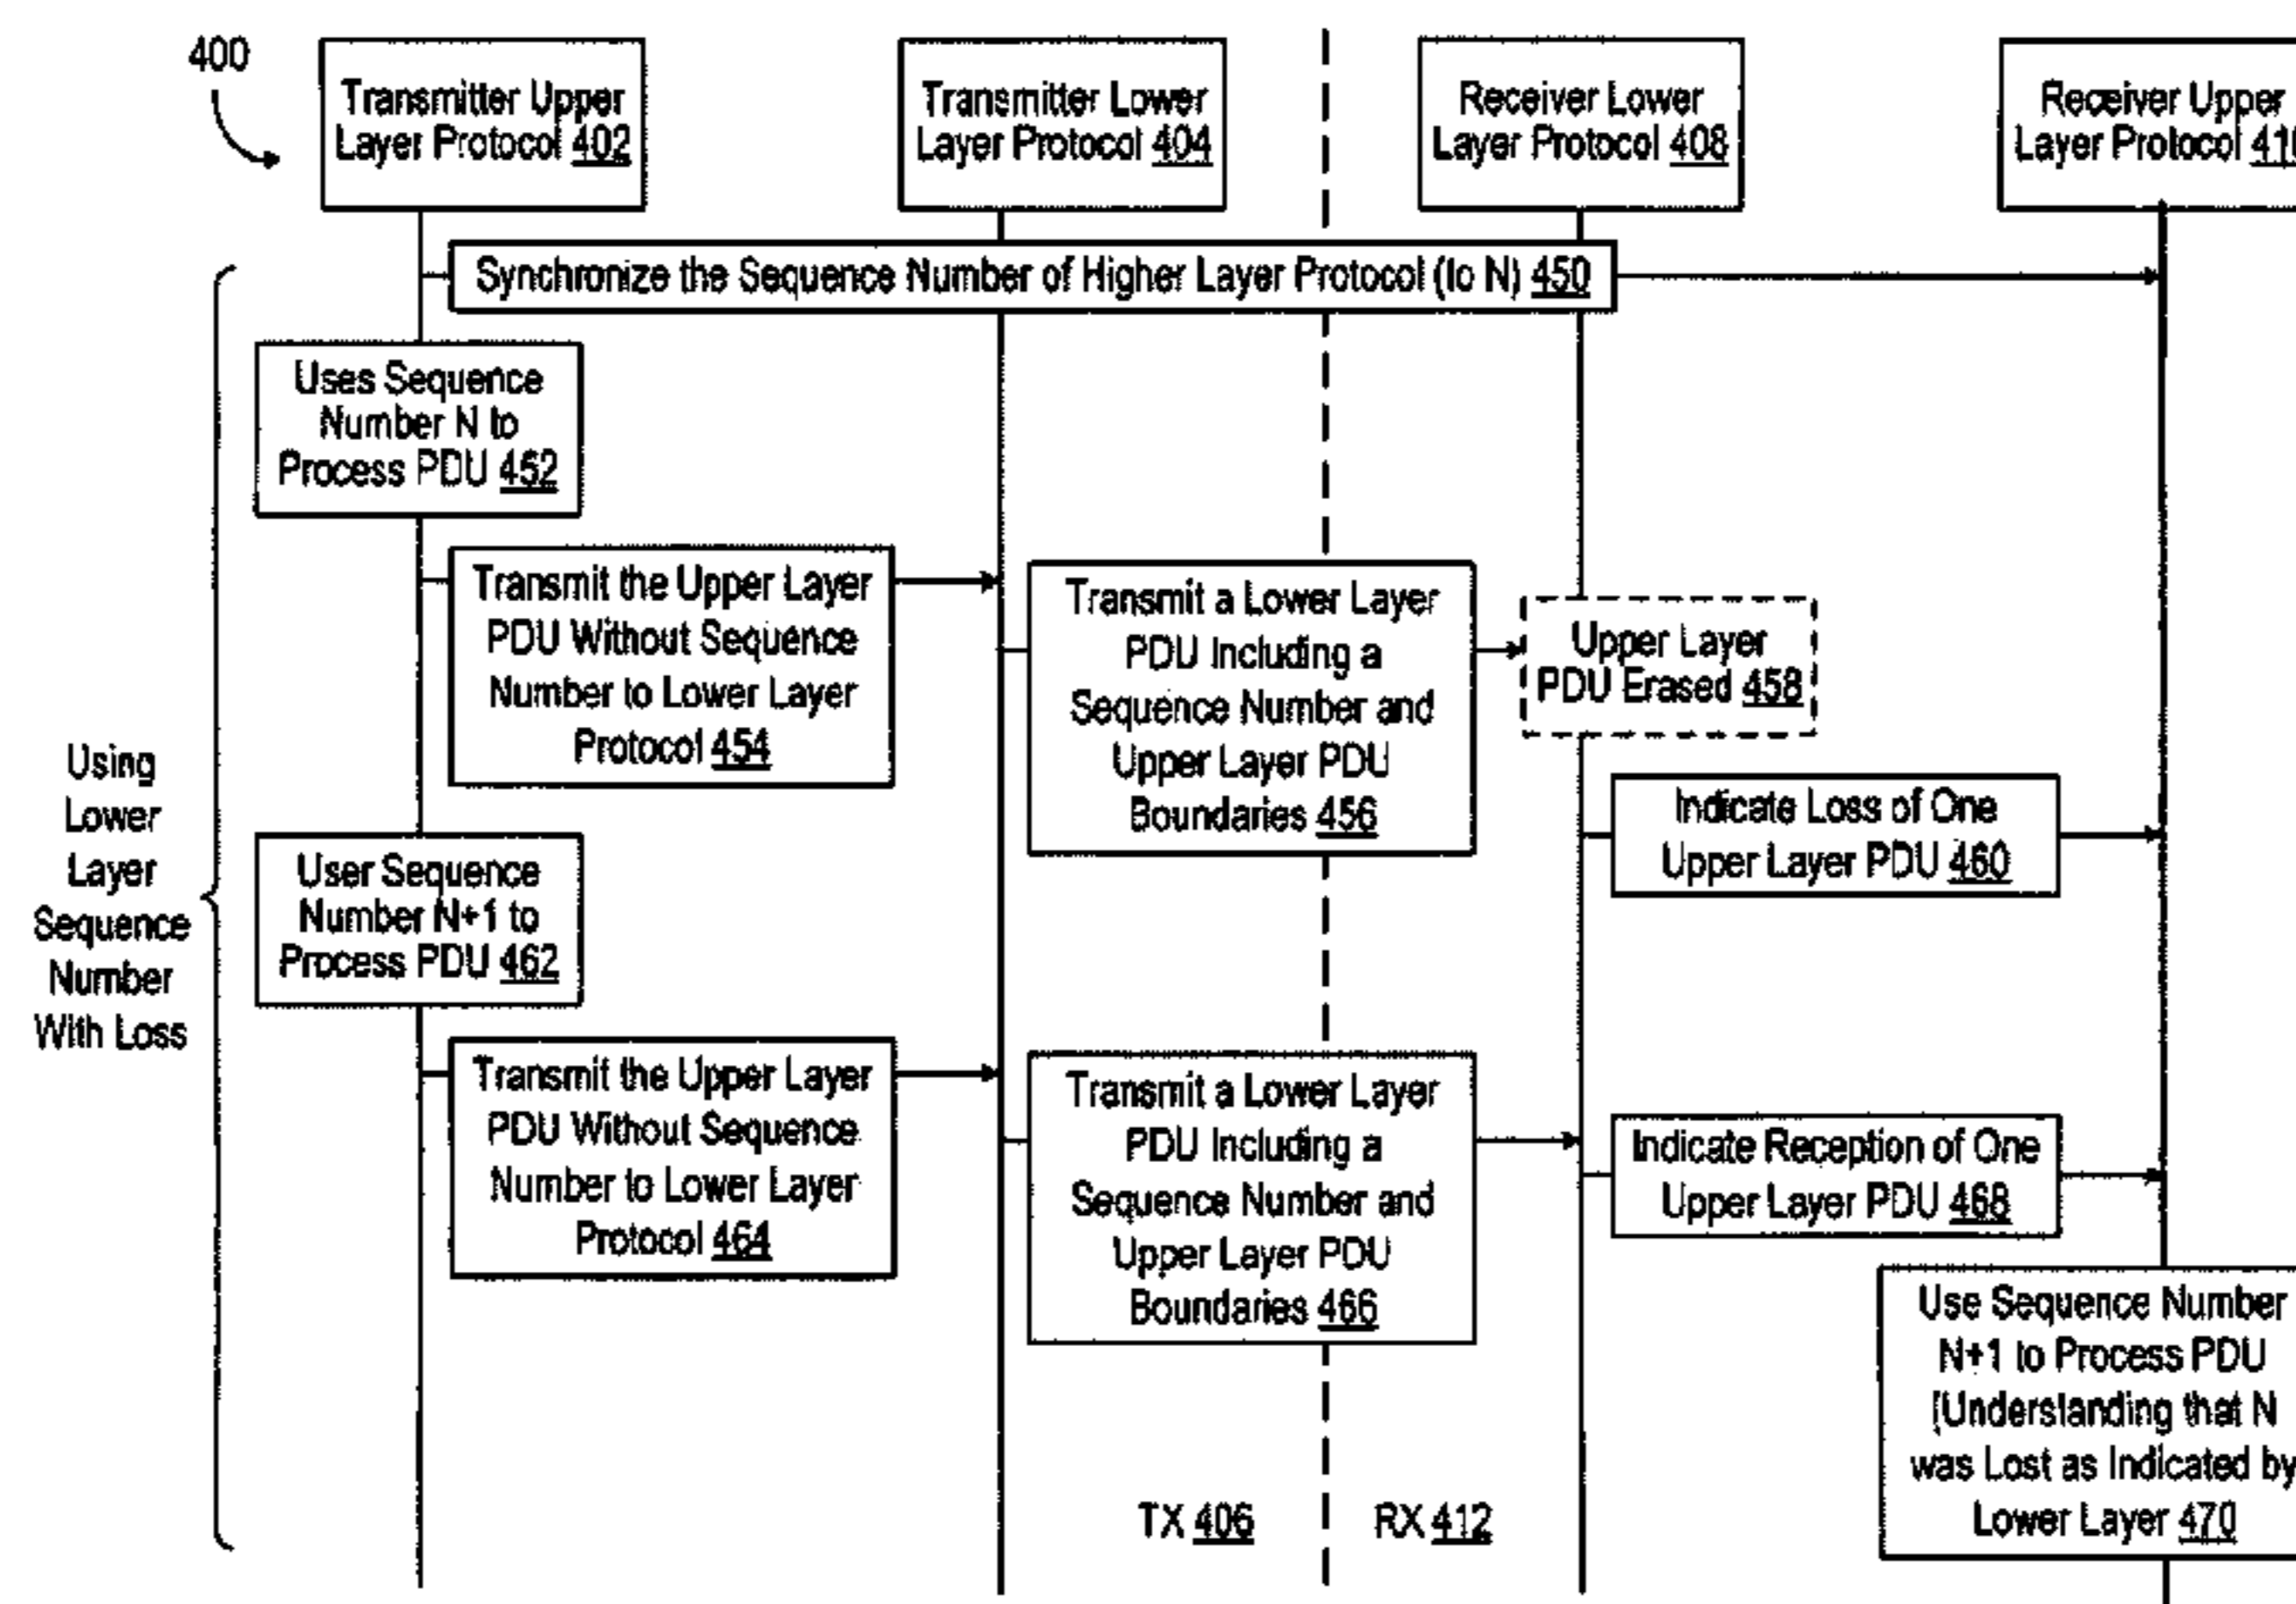 400
Transmitter Upper
Layer Protocol 402
Transmitter Lower
Layer Protocol 404
Receiver Lower
Layer Protocol 408
Receiver Upper
Layer Protocol 410
Synchronize the Sequence Number of Higher Layer Protocol (to N) 450
Uses Sequence
Number N to
Process PDU 452
Transmit the Upper Layer
PDU Without Sequence
Number to Lower Layer
Protocol 454
Transmit a Lower Layer
PDU Including a
Sequence Number and
Upper Layer PDU
Boundaries 456
Upper Layer
PDU Erased 458
Indicate Loss of One
Upper Layer PDU 460
Using
Lower
Layer
Sequence
Number
With Loss
User Sequence
Number N+1 to
Process PDU 462
Transmit the Upper Layer
PDU Without Sequence
Number to Lower Layer
Protocol 464
Transmit a Lower Layer
PDU Including a
Sequence Number and
Upper Layer PDU
Boundaries 466
Indicate Reception of One
Upper Layer PDU 468
Use Sequence Number
N+1 to Process PDU
(Understanding that N
was Lost as Indicated by
Lower Layer 470
TX 406
RX 412